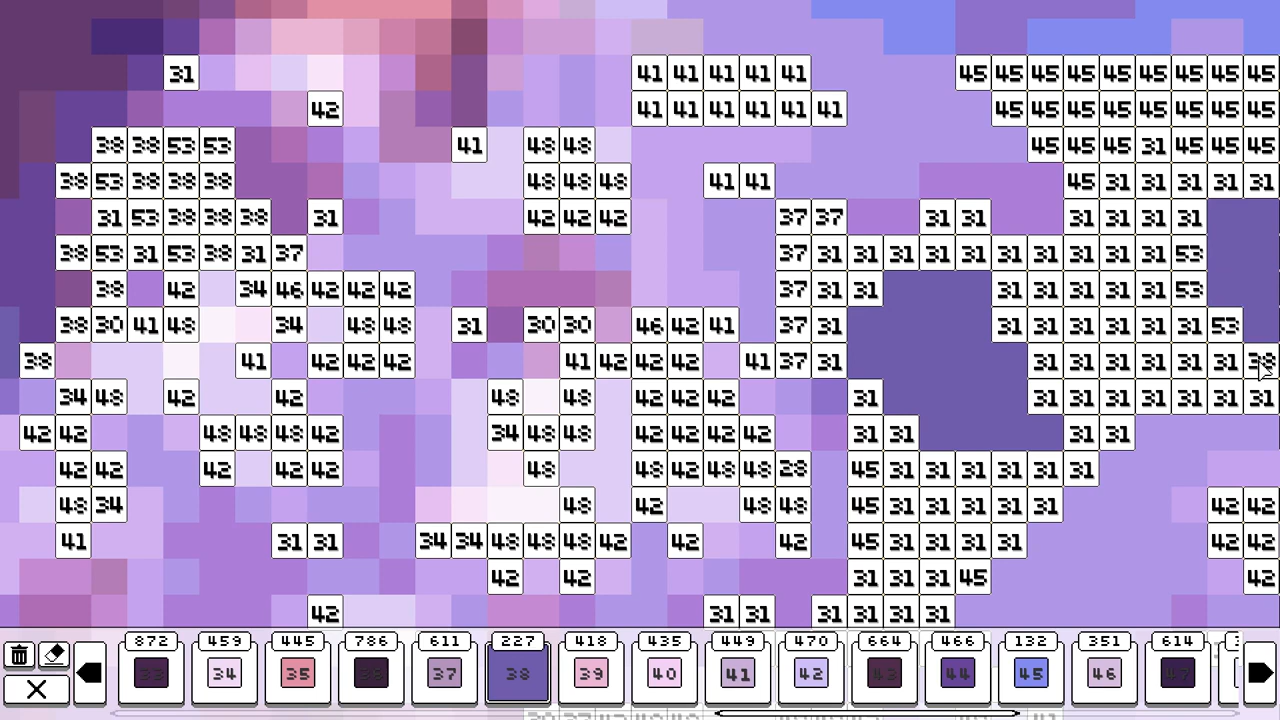 31 41 41 41 41 41 45 45 45 45 45 45 45 45 45
42 41 41 41 41 41 41 45 45 45 45 45 45 45 45
38 38 53 53 41 48 48 45 45 45 31 45 45 45
38 53 38 38 38 48 48 48 41 41 45 31 31 31 31 31
31 53 38 38 38 31 42 42 42 37 37 31 31 31 31 31 31
38 53 31 53 38 31 37 37 31 31 31 31 31 31 31 31 31 31 53
38 42 34 46 42 42 42 37 31 31 31 31 31 31 31 53
38 30 41 48 34 48 48 31 30 30 46 42 41 37 31 31 31 31 31 31 31 53
38 41 42 42 42 41 42 42 42 41 37 31 31 31 31 31 31 31 38
34 48 42 42 48 48 42 42 42 31 31 31 31 31 31 31 31
42 42 48 48 48 42 34 48 48 42 42 42 42 31 31 31 31
42 42 42 42 42 48 48 42 48 48 28 45 31 31 31 31 31 31
48 34 48 42 48 48 45 31 31 31 31 31 42 42
41 31 31 34 34 48 48 48 42 42 42 45 31 31 31 31 42 42
42 42 31 31 31 45 42
42 31 31 31 31 31 31
872 459 445 786 611 227 418 435 449 470 664 466 132 351 614
33 34 35 36 37 38 39 40 41 42 43 44 45 46 47